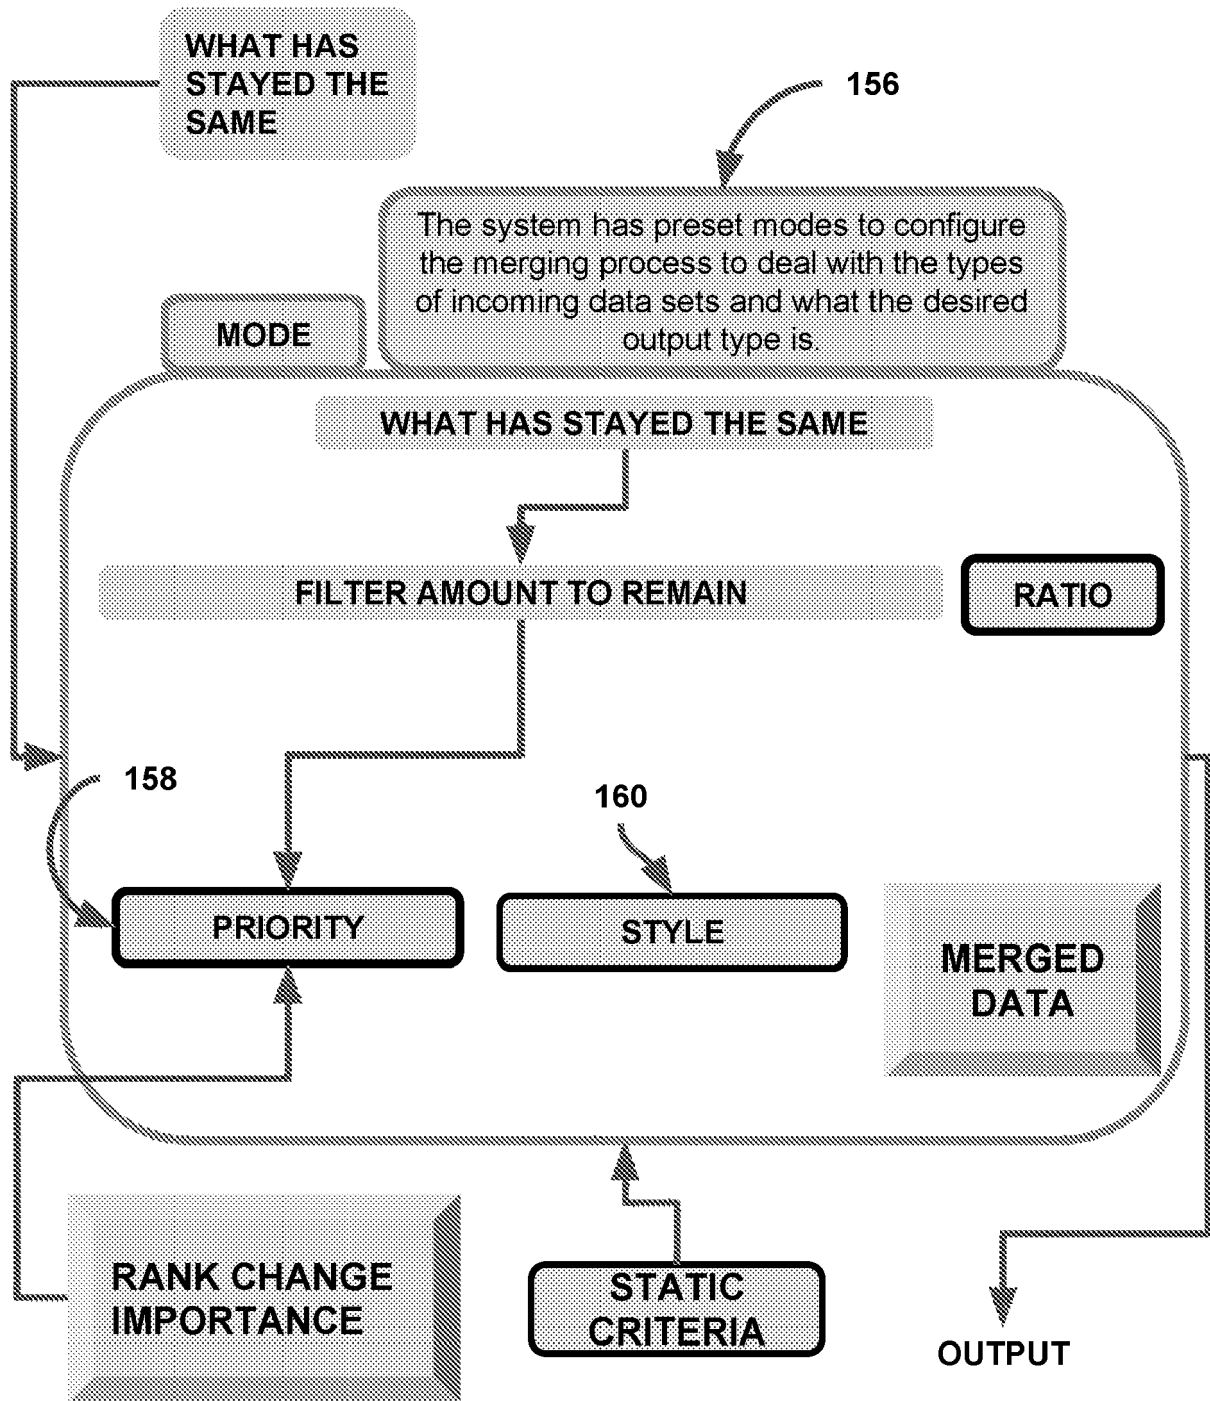 WHAT HAS
STAYED THE
SAME
156
The system has preset modes to configure
the merging process to deal with the types
of incoming data sets and what the desired
output type is.
MODE
WHAT HAS STAYED THE SAME
FILTER AMOUNT TO REMAIN
RATIO
158
160
PRIORITY
STYLE
MERGED
DATA
RANK CHANGE
IMPORTANCE
STATIC
CRITERIA
OUTPUT